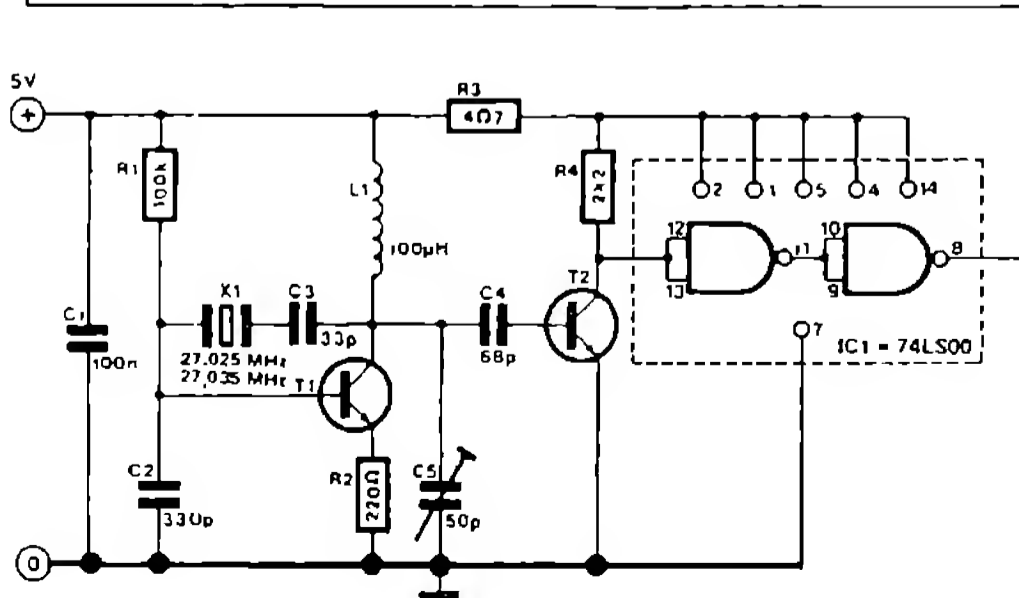 5V
+
R3
4Ω7
R1
100k
L1
100µH
R4
2k2
2
1
5
4
14
12
13
11
10
9
8
7
IC1 = 74LS00
C1
100n
X1
27.025 MHz
27,035 MHz
C3
33p
C4
68p
T2
T1
C2
330p
R2
220Ω
C5
50p
0